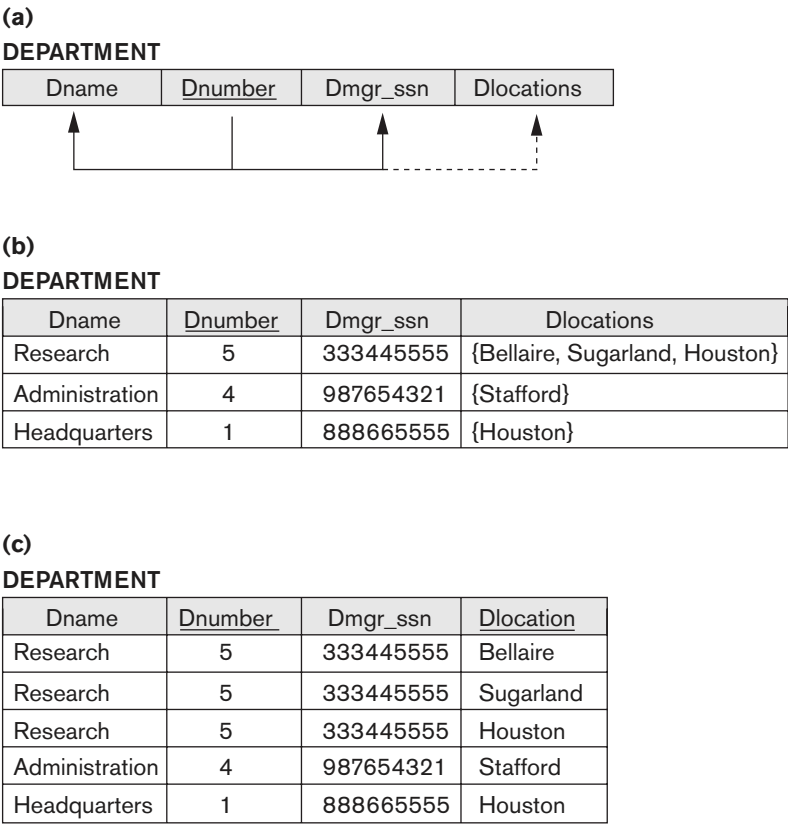 (a)
DEPARTMENT
Dname Dnumber Dmgr_ssn Dlocations
(b)
DEPARTMENT
Dname Dnumber Dmgr_ssn Dlocations
Research 5 333445555 {Bellaire, Sugarland, Houston}
Administration 4 987654321 {Stafford}
Headquarters 1 888665555 {Houston}
(c)
DEPARTMENT
Dname Dnumber Dmgr_ssn Dlocation
Research 5 333445555 Bellaire
Research 5 333445555 Sugarland
Research 5 333445555 Houston
Administration 4 987654321 Stafford
Headquarters 1 888665555 Houston